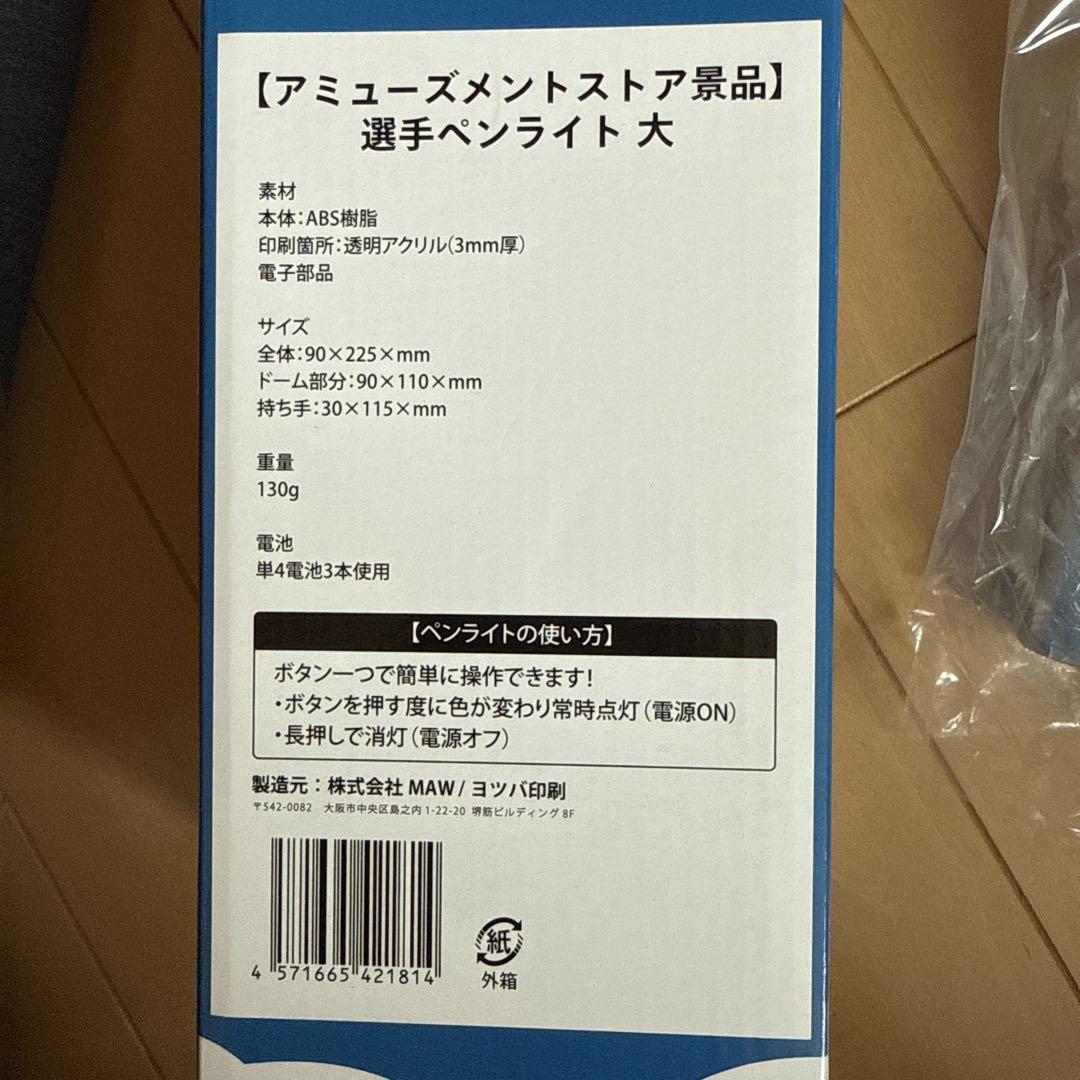 【アミューズメントストア景品】
選手ペンライト 大
素材
本体：ABS樹脂
印刷箇所：透明アクリル(3mm厚)
電子部品
サイズ
全体：90×225×mm
ドーム部分：90×110×mm
持ち手：30×115×mm
重量
130g
電池
単4電池3本使用
【ペンライトの使い方】
ボタン一つで簡単に操作できます！
・ボタンを押す度に色が変わり常時点灯（電源ON）
・長押しで消灯（電源オフ）
製造元：株式会社 MAW / ヨツバ印刷
〒542-0082 大阪市中央区島之内 1-22-20 堺筋ビルディング 8F
4 571665 421814
紙
外箱